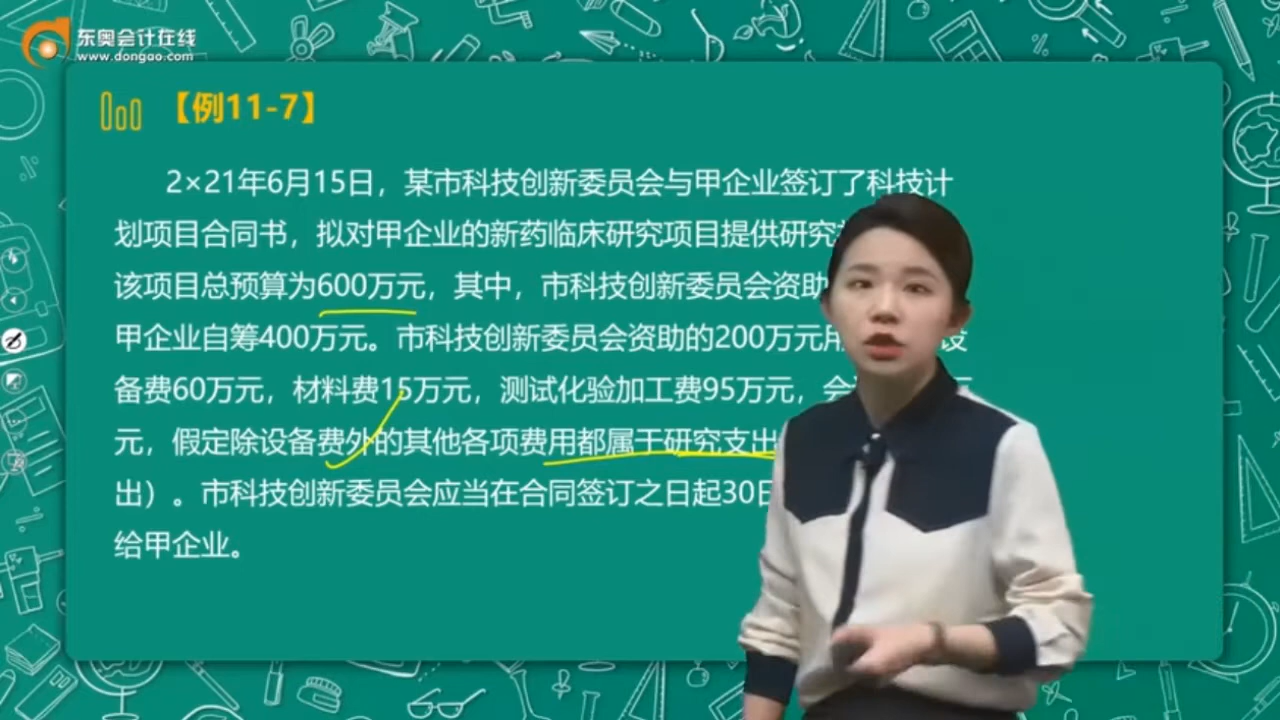 东奥会计在线
www.dongao.com
【例11-7】
2×21年6月15日，某市科技创新委员会与甲企业签订了科技计
划项目合同书，拟对甲企业的新药临床研究项目提供研究
该项目总预算为600万元，其中，市科技创新委员会资助
甲企业自筹400万元。市科技创新委员会资助的200万元用
备费60万元，材料费15万元，测试化验加工费95万元，会
元，假定除设备费外的其他各项费用都属于研究支出
出）。市科技创新委员会应当在合同签订之日起30日
给甲企业。